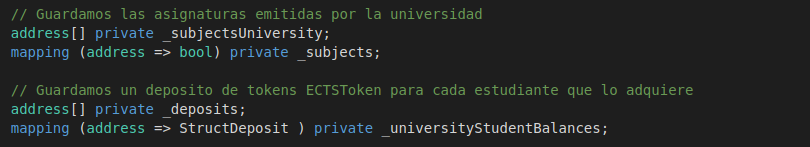 // Guardamos las asignaturas emitidas por la universidad
address[] private _subjectsUniversity;
mapping (address => bool) private _subjects;
// Guardamos un deposito de tokens ECTSToken para cada estudiante que lo adquiere
address[] private _deposits;
mapping (address => StructDeposit ) private _universityStudentBalances;